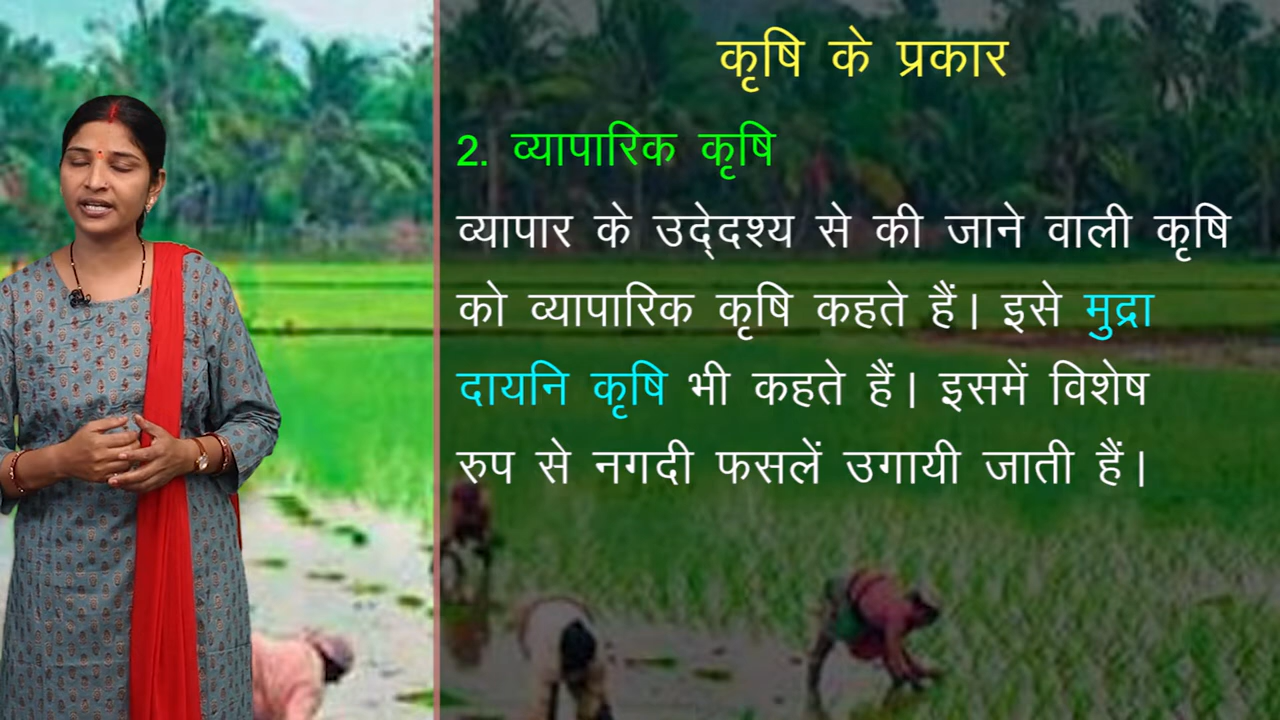 कृषि के प्रकार
2. व्यापारिक कृषि
व्यापार के उद्देश्य से की जाने वाली कृषि
को व्यापारिक कृषि कहते हैं। इसे मुद्रा
दायनि कृषि भी कहते हैं। इसमें विशेष
रुप से नगदी फसलें उगायी जाती हैं।